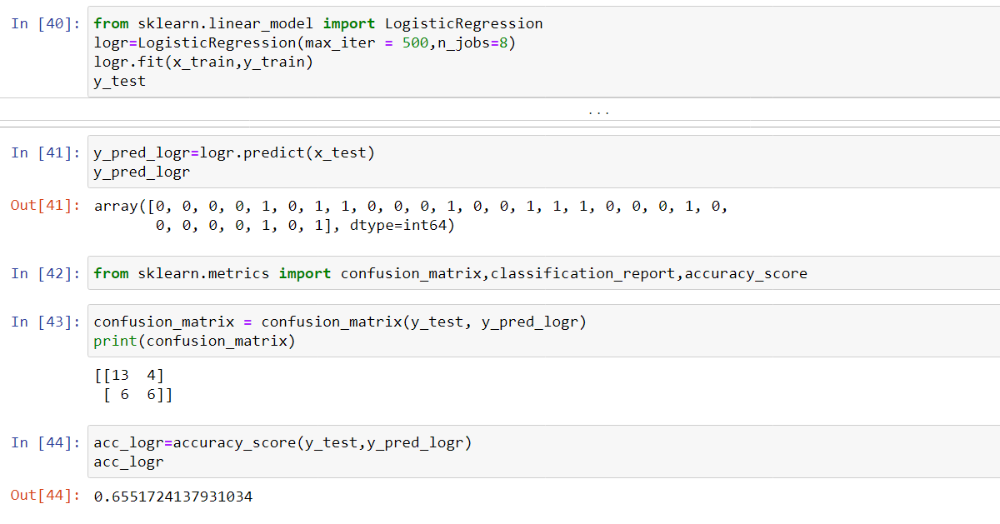 In [40]: from sklearn.linear_model import LogisticRegression
logr=LogisticRegression(max_iter = 500,n_jobs=8)
logr.fit(x_train,y_train)
y_test
...
In [41]: y_pred_logr=logr.predict(x_test)
y_pred_logr
Out[41]: array([0, 0, 0, 0, 1, 0, 1, 1, 0, 0, 0, 1, 0, 0, 1, 1, 1, 0, 0, 0, 1, 0,
0, 0, 0, 0, 1, 0, 1], dtype=int64)
In [42]: from sklearn.metrics import confusion_matrix,classification_report,accuracy_score
In [43]: confusion_matrix = confusion_matrix(y_test, y_pred_logr)
print(confusion_matrix)
[[13  4]
[ 6  6]]
In [44]: acc_logr=accuracy_score(y_test,y_pred_logr)
acc_logr
Out[44]: 0.6551724137931034